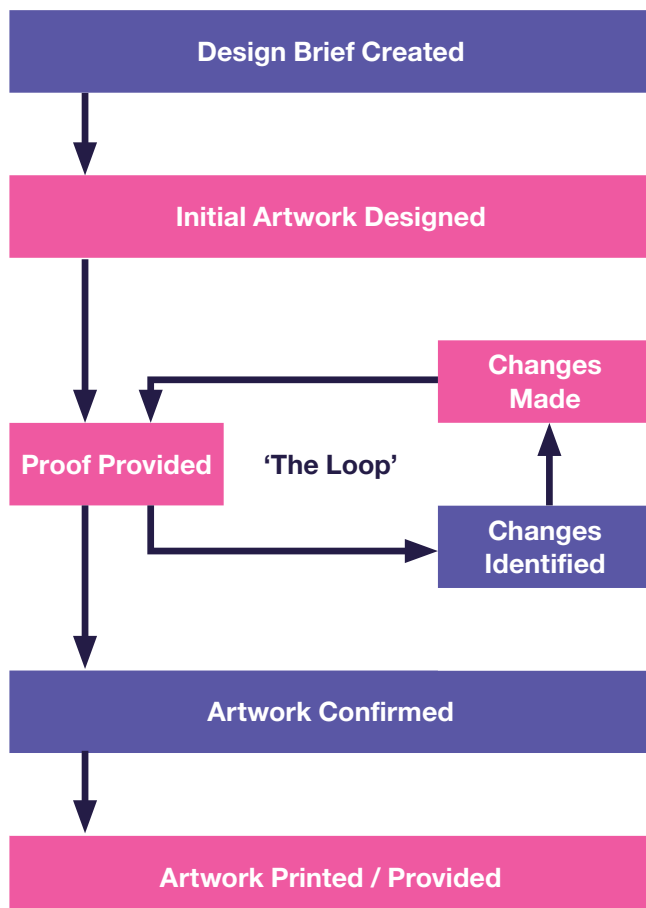 Design Brief Created
Initial Artwork Designed
Changes
Made
Proof Provided
‘The Loop’
Changes
Identified
Artwork Confirmed
Artwork Printed / Provided